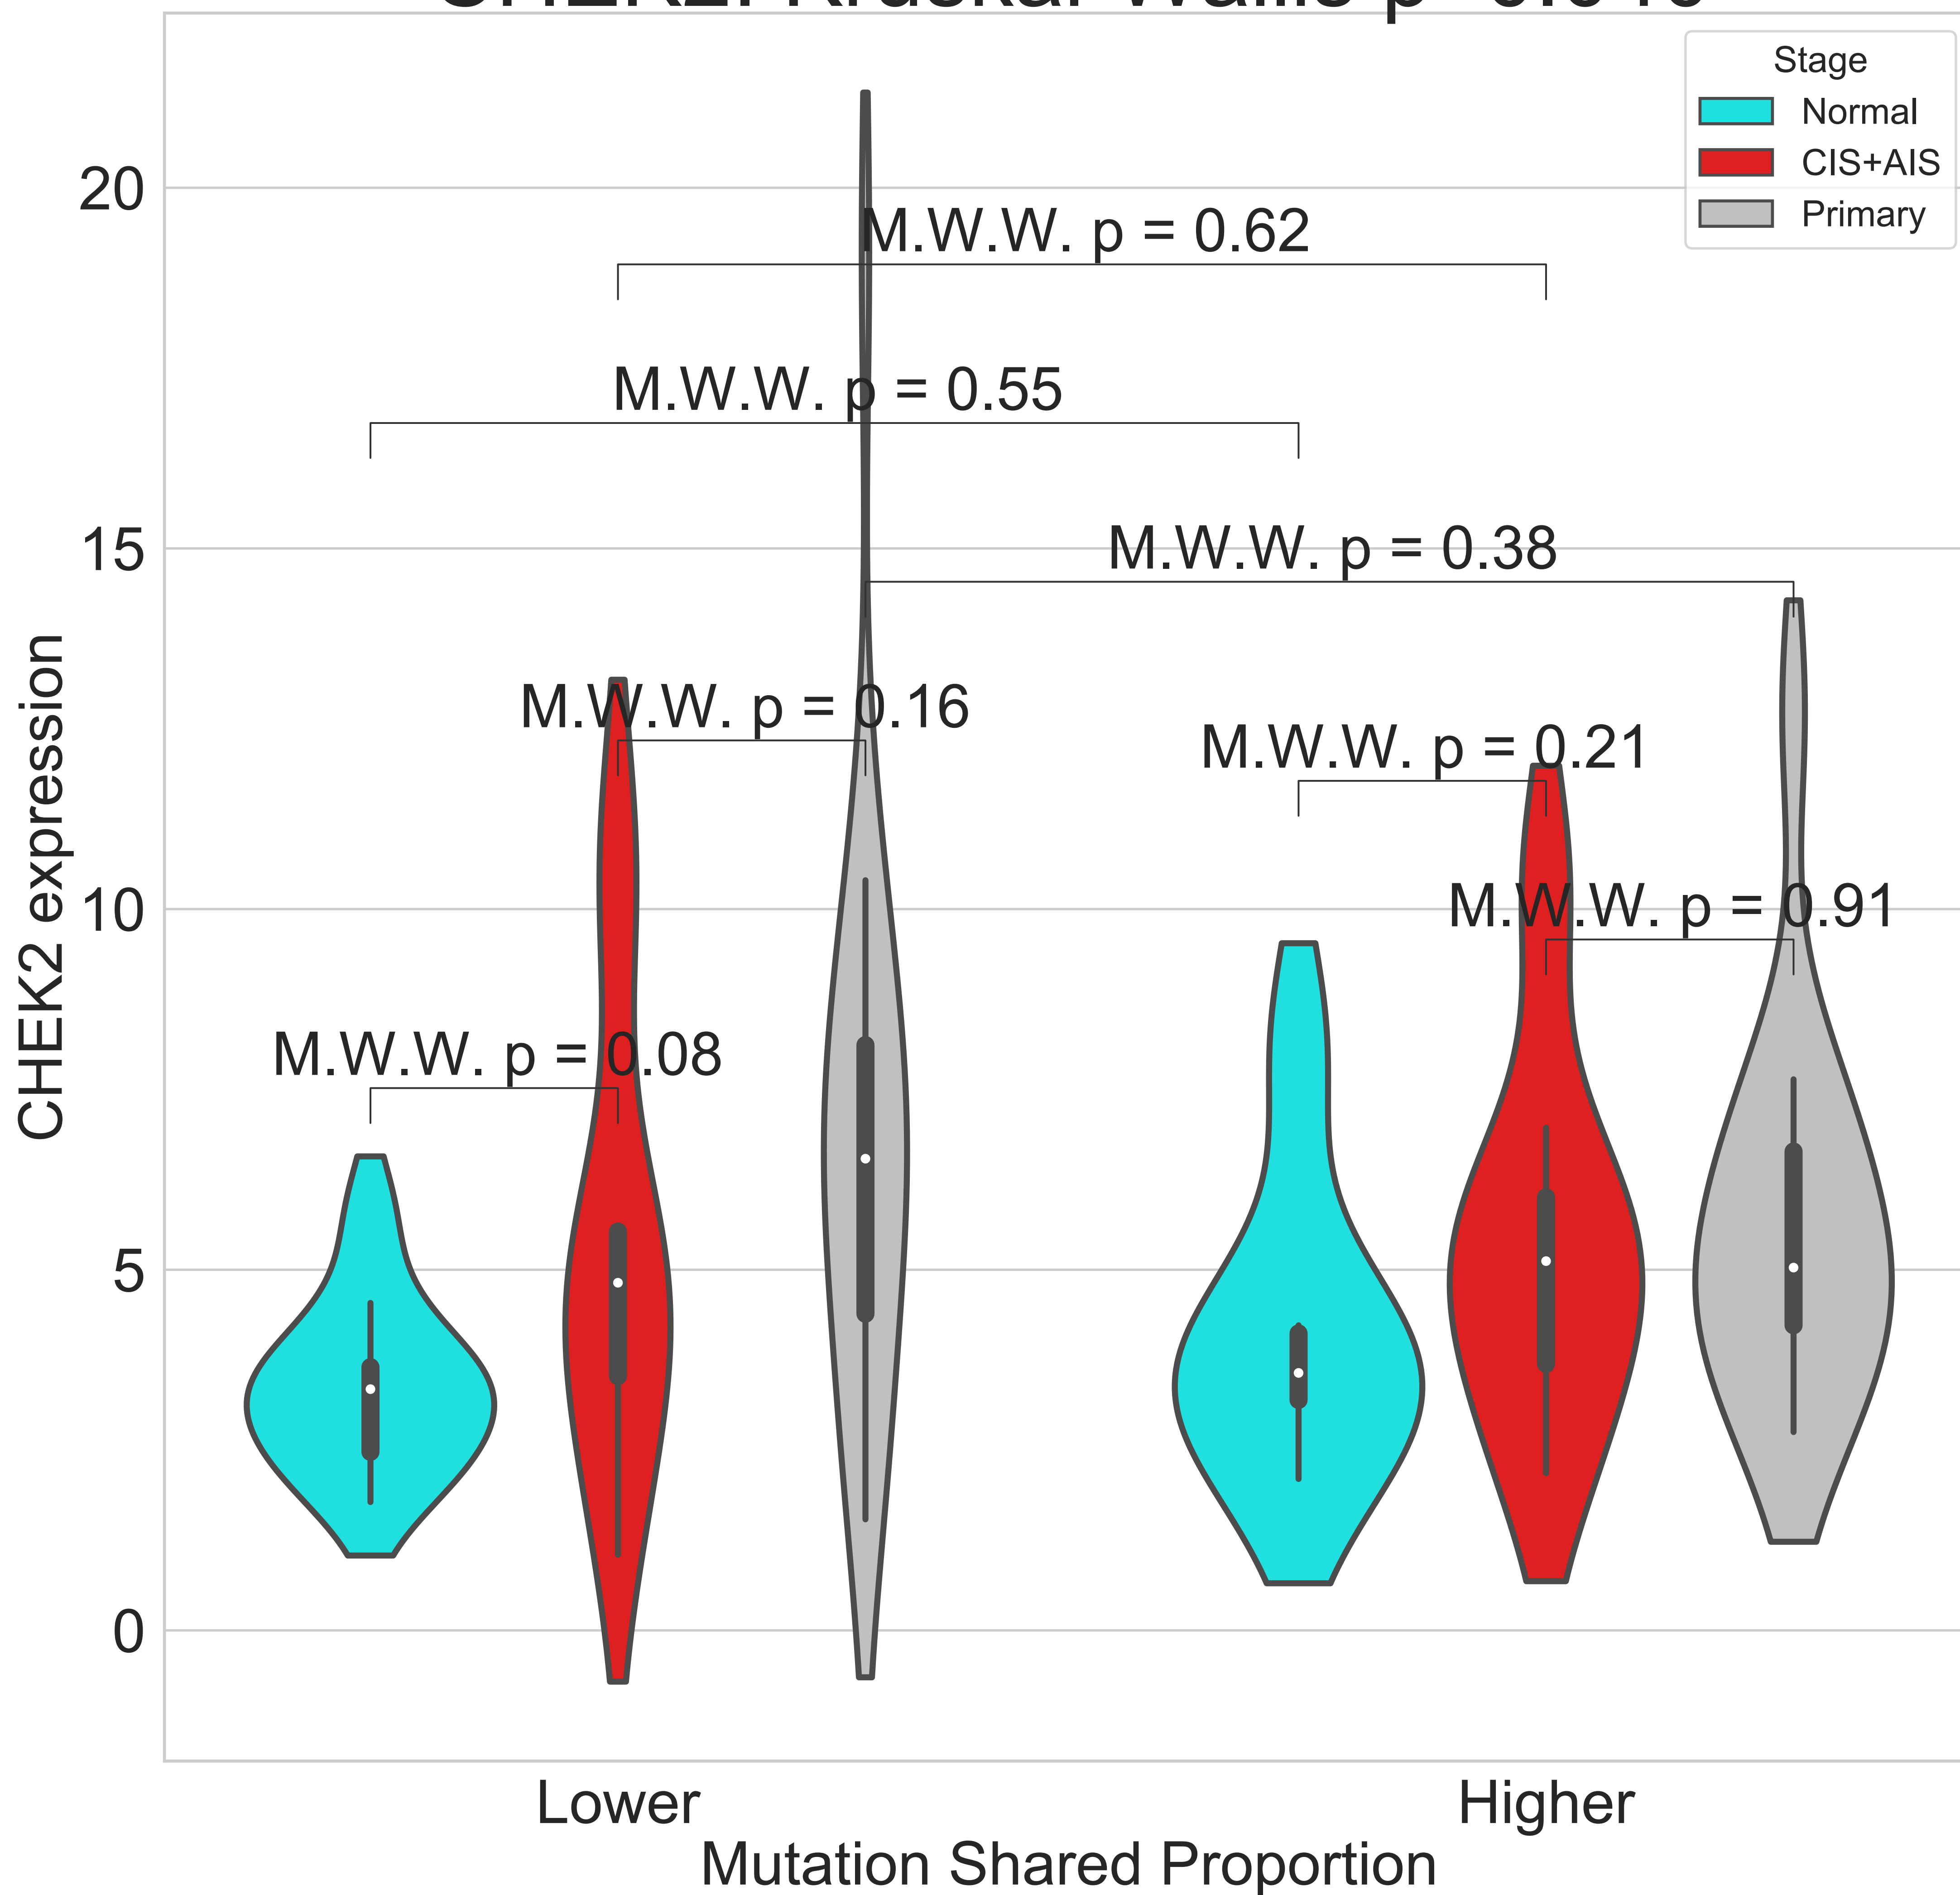 Stage
Normal
CIS+AIS
Primary
20
15
10
5
0
CHEK2 expression
M.W.W. p = 0.62
M.W.W. p = 0.55
M.W.W. p = 0.38
M.W.W. p = 0.16
M.W.W. p = 0.21
M.W.W. p = 0.91
M.W.W. p = 0.08
Lower
Higher
Mutation Shared Proportion